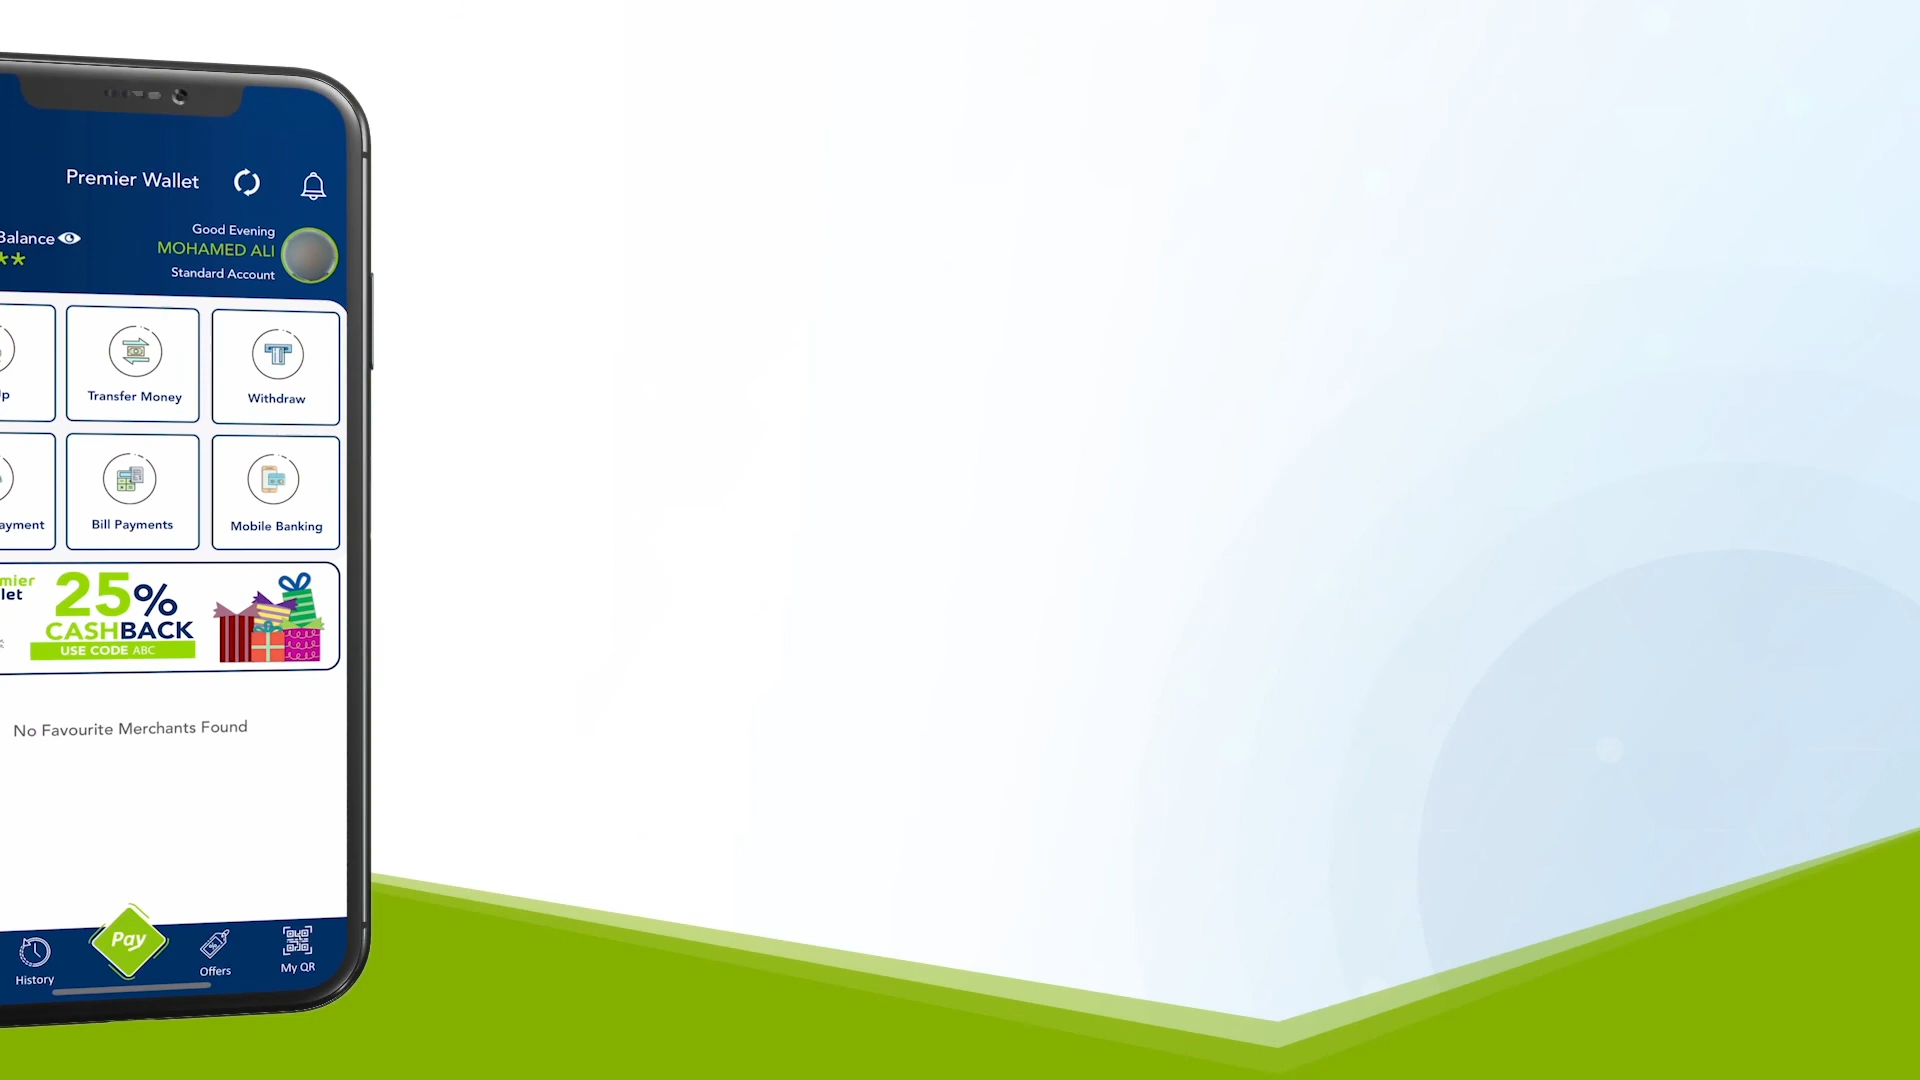 Premier Wallet
Balance
Good Evening
**
MOHAMED ALI
Standard Account
Transfer Money
Withdraw
Bill Payments
Mobile Banking
25%
CASHBACK
USE CODE ABC
No Favourite Merchants Found
Pay
History
Offers
My QR